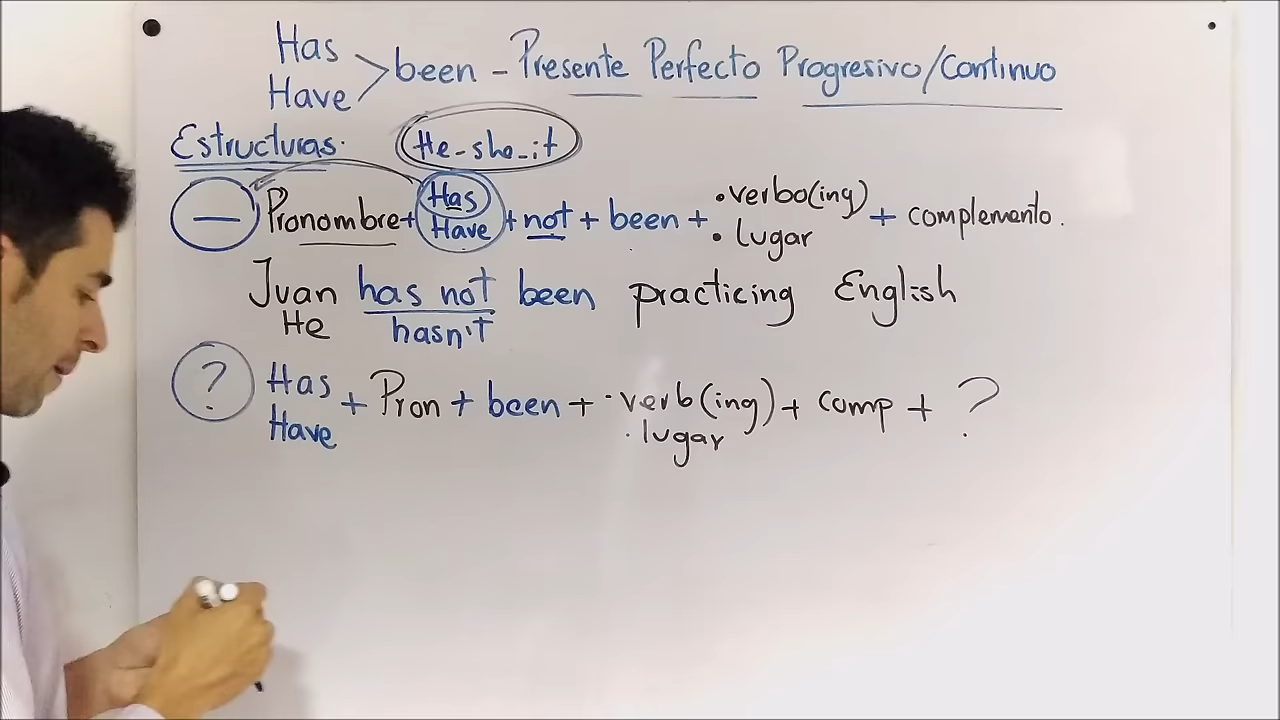 Has
Have > been - Presente Perfecto Progresivo/Continuo
Estructuras. He-she-it
- Pronombre + Has Have + not + been + •verbo(ing) • lugar + complemento.
Juan has not been practicing English
He hasn't
? Has Have + Pron + been + •verb(ing) . lugar + comp + ?